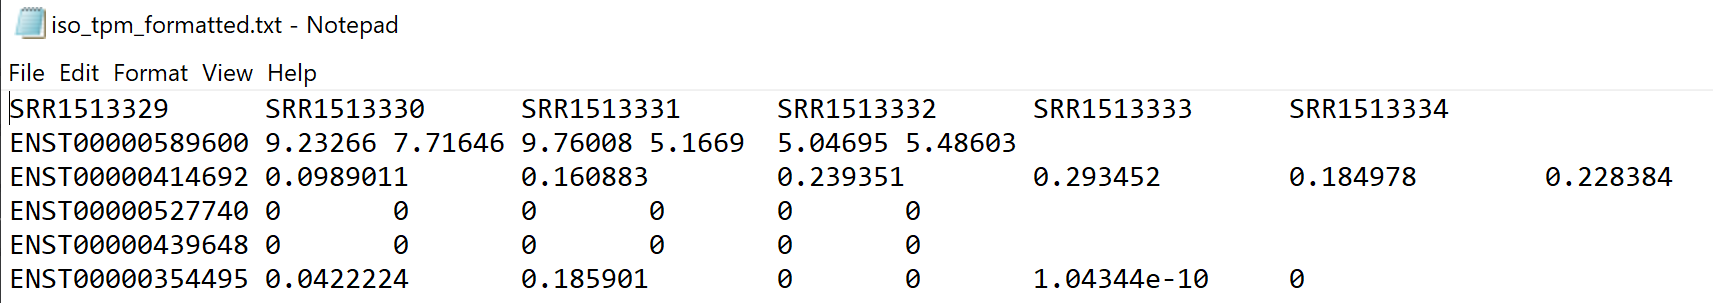 iso_tpm_formatted.txt - Notepad
File Edit Format View Help
SRR1513329 SRR1513330 SRR1513331 SRR1513332 SRR1513333 SRR1513334
ENST00000589600 9.23266 7.71646 9.76008 5.1669 5.04695 5.48603
ENST00000414692 0.0989011 0.160883 0.239351 0.293452 0.184978 0.228384
ENST00000527740 0 0 0 0 0 0
ENST00000439648 0 0 0 0 0 0
ENST00000354495 0.0422224 0.185901 0 0 1.04344e-10 0